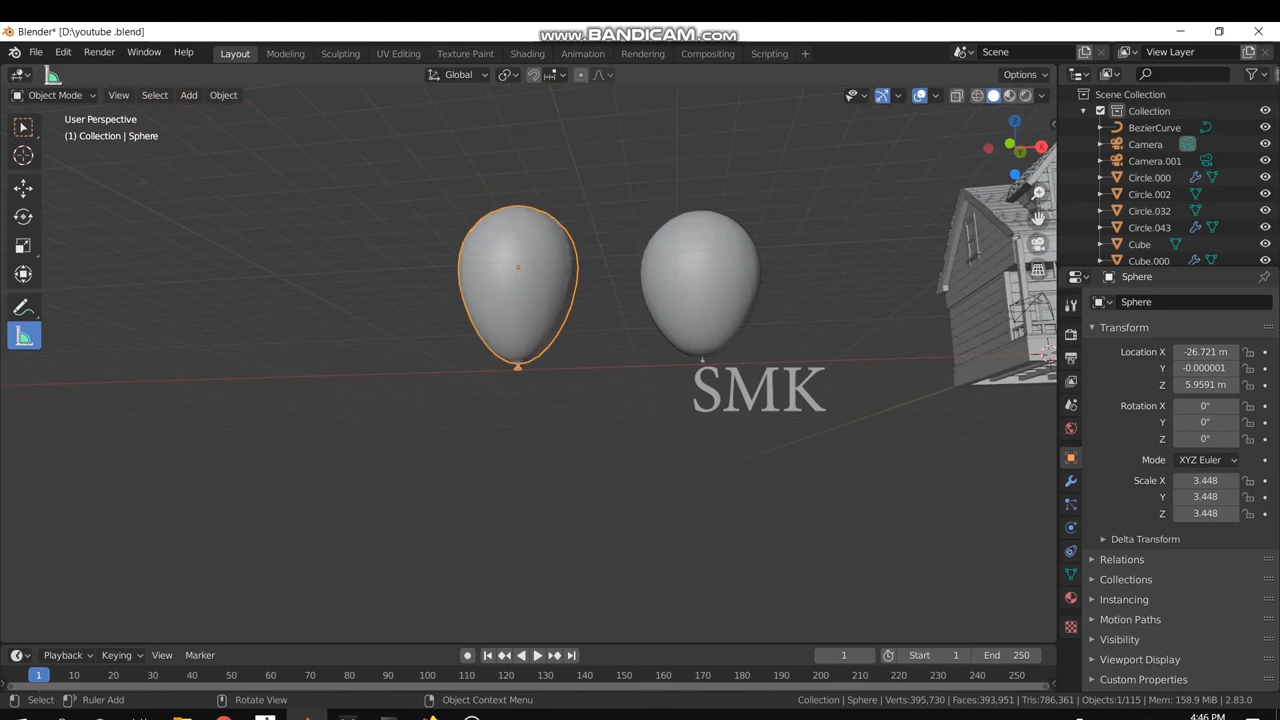 Blender* [D:\youtube .blend]
www.BANDICAM.com
File Edit Render Window Help
Layout Modeling Sculpting UV Editing Texture Paint Shading Animation Rendering Compositing Scripting +
Scene
View Layer
Global
Options
Object Mode View Select Add Object
User Perspective
(1) Collection | Sphere
Z
X
Y
SMK
Scene Collection
Collection
BezierCurve
Camera
Camera.001
Circle.000
Circle.002
Circle.032
Circle.043
Cube
Cube.000
Sphere
Sphere
Transform
Location X -26.721 m
Y -0.000001
Z 5.9591 m
Rotation X 0°
Y 0°
Z 0°
Mode XYZ Euler
Scale X 3.448
Y 3.448
Z 3.448
Delta Transform
Relations
Collections
Instancing
Motion Paths
Visibility
Viewport Display
Custom Properties
Playback Keying View Marker
1 Start 1 End 250
1 10 20 30 40 50 60 70 80 90 100 110 120 130 140 150 160 170 180 190 200 210 220 230 240 250
Select Ruler Add Rotate View Object Context Menu
Collection | Sphere | Verts:395,730 | Faces:393,951 | Tris:786,361 | Objects:1/115 | Mem: 158.9 MiB | 2.83.0
4:46 PM